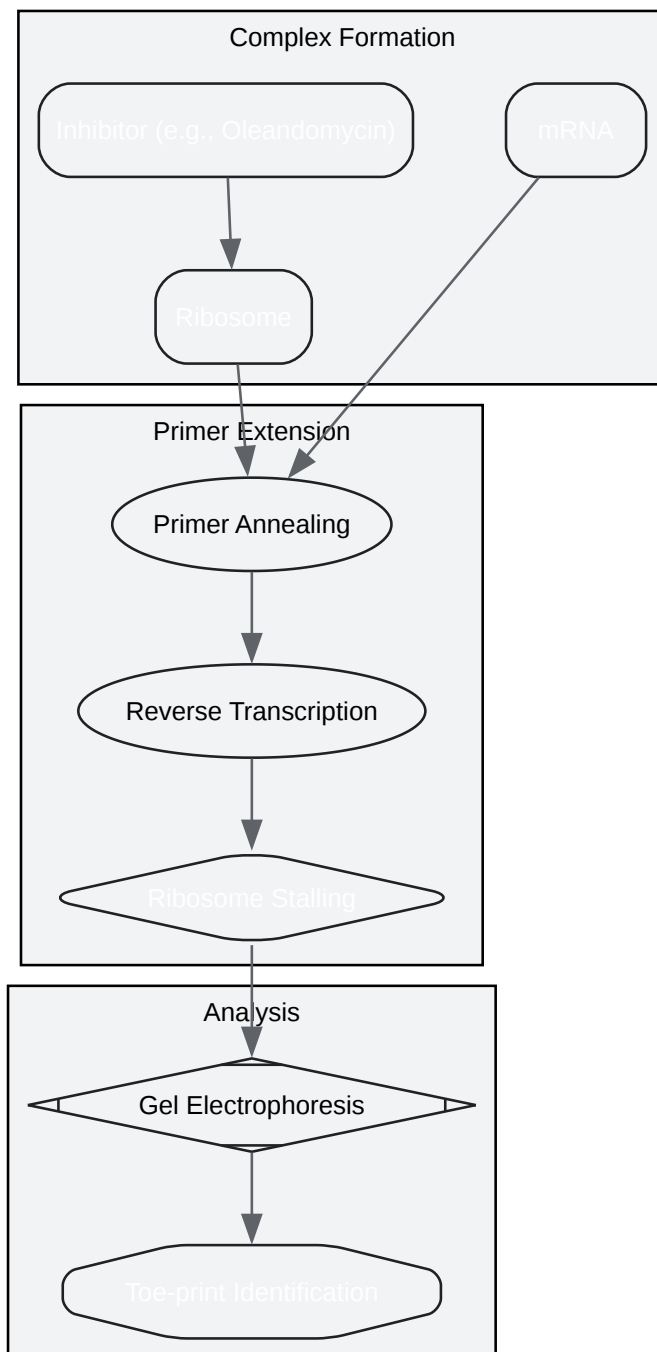 Complex Formation
Inhibitor (e.g., Oleandomycin)
mRNA
Ribosome
Primer Extension
Primer Annealing
Reverse Transcription
Ribosome Stalling
Analysis
Gel Electrophoresis
Toe-print Identification